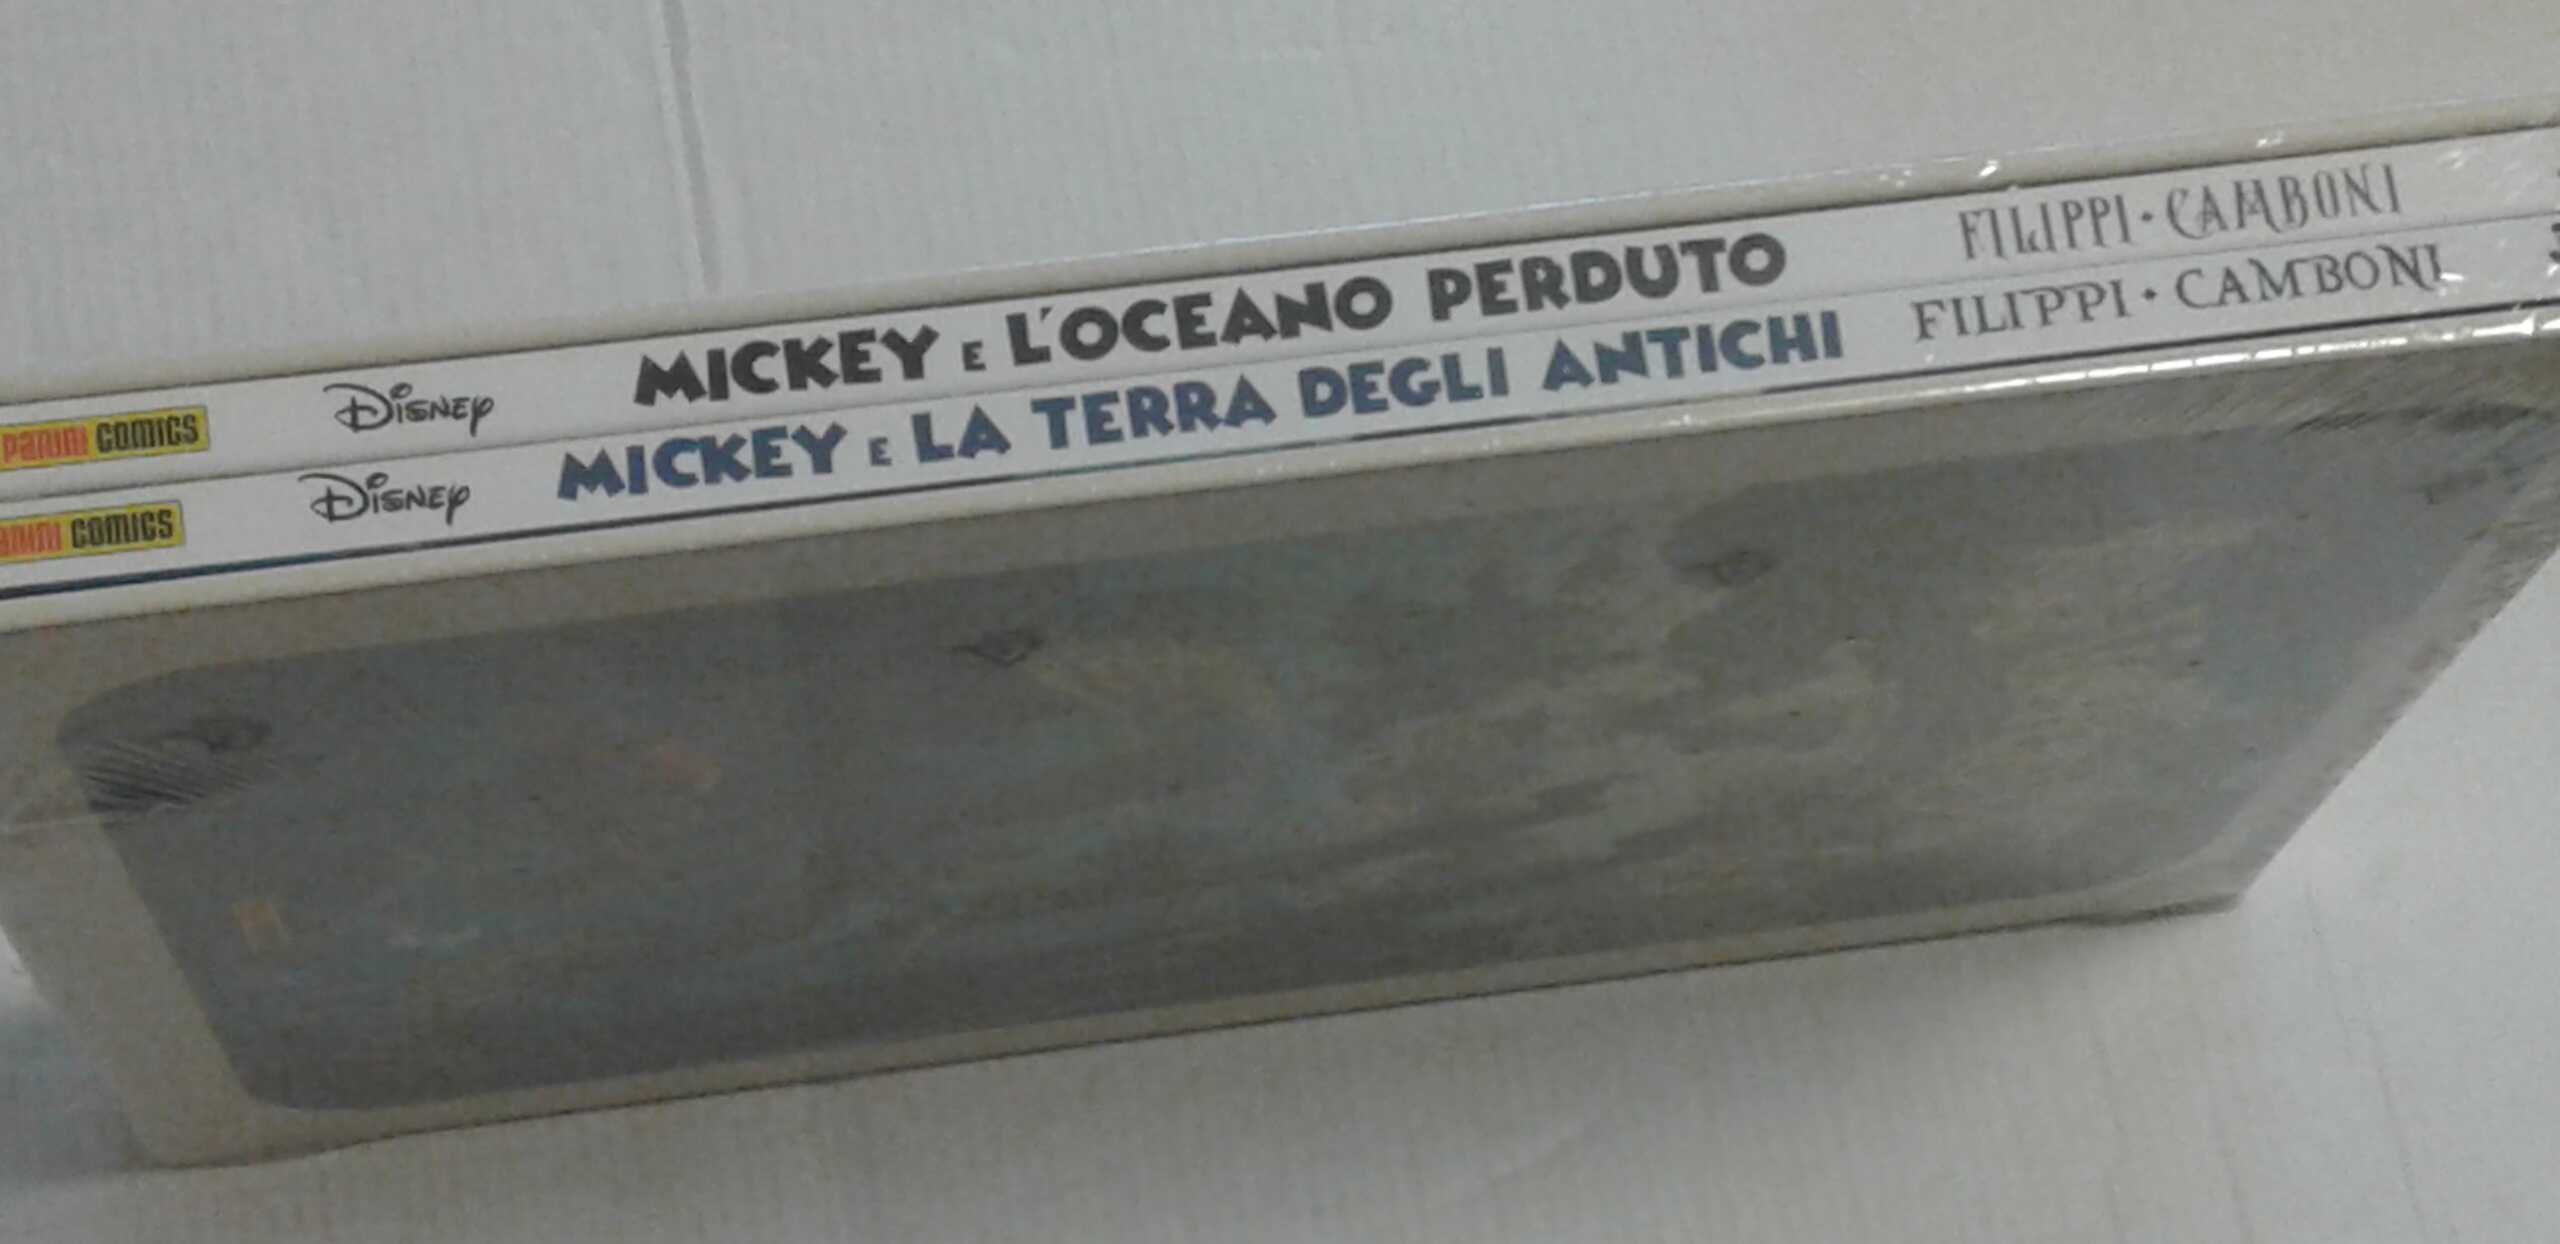 PANINI COMICS Disney MICKEY E L'OCEANO PERDUTO FILIPPI • CAMBONI
PANINI COMICS Disney MICKEY E LA TERRA DEGLI ANTICHI FILIPPI • CAMBONI